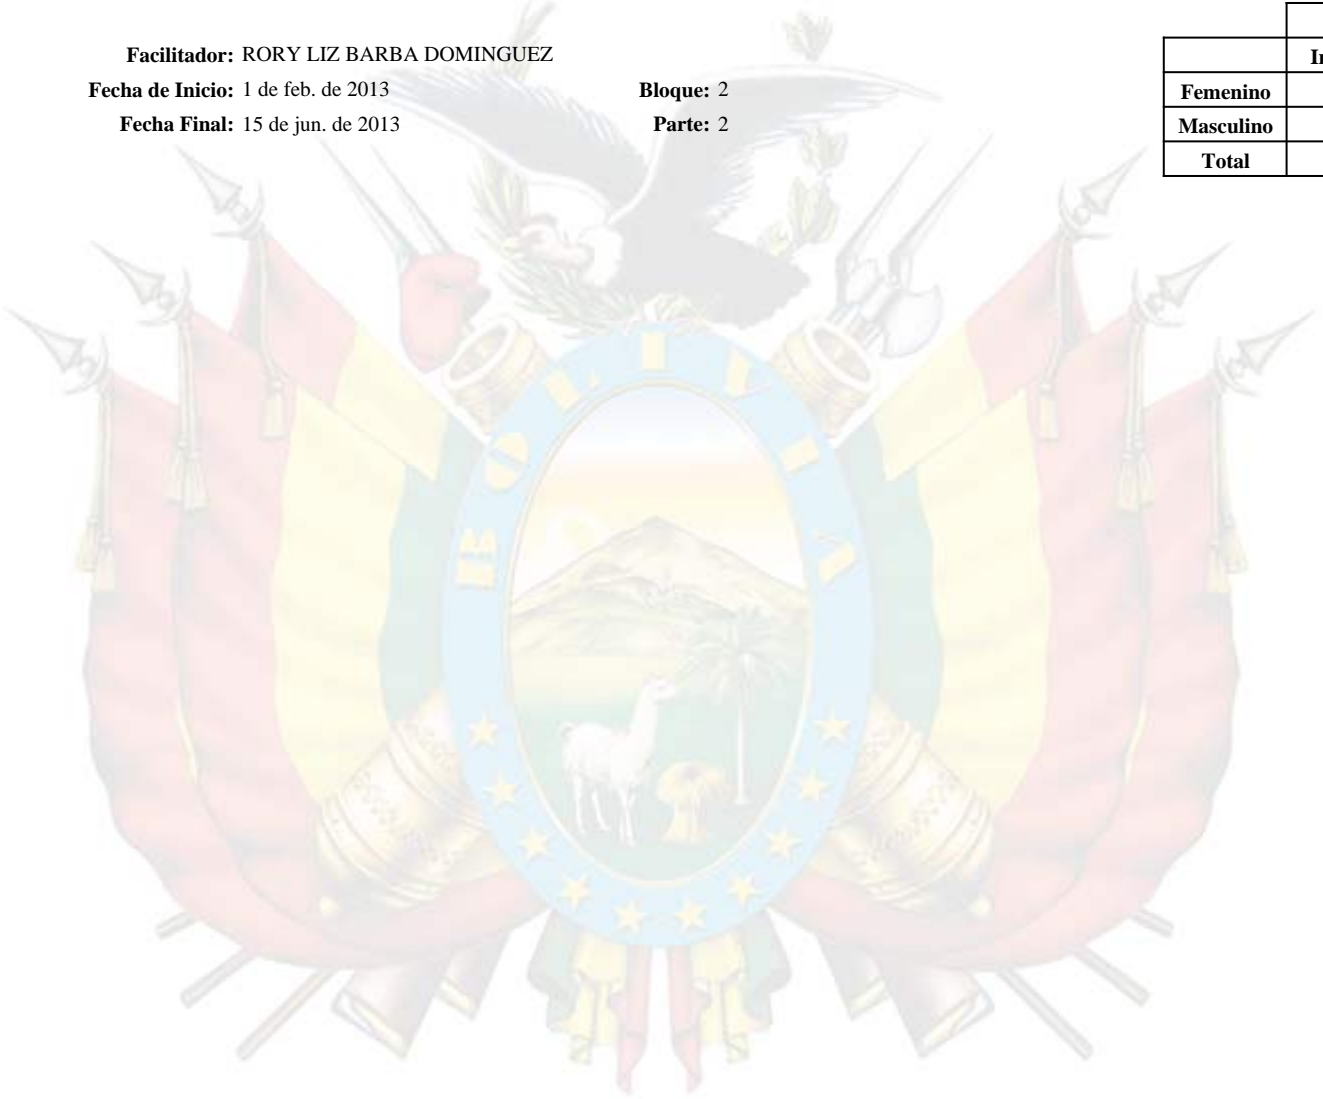 Facilitador: RORY LIZ BARBA DOMINGUEZ
Fecha de Inicio: 1 de feb. de 2013 Bloque: 2
Fecha Final: 15 de jun. de 2013 Parte: 2
Femenino
Masculino
Total
BOLIVIA